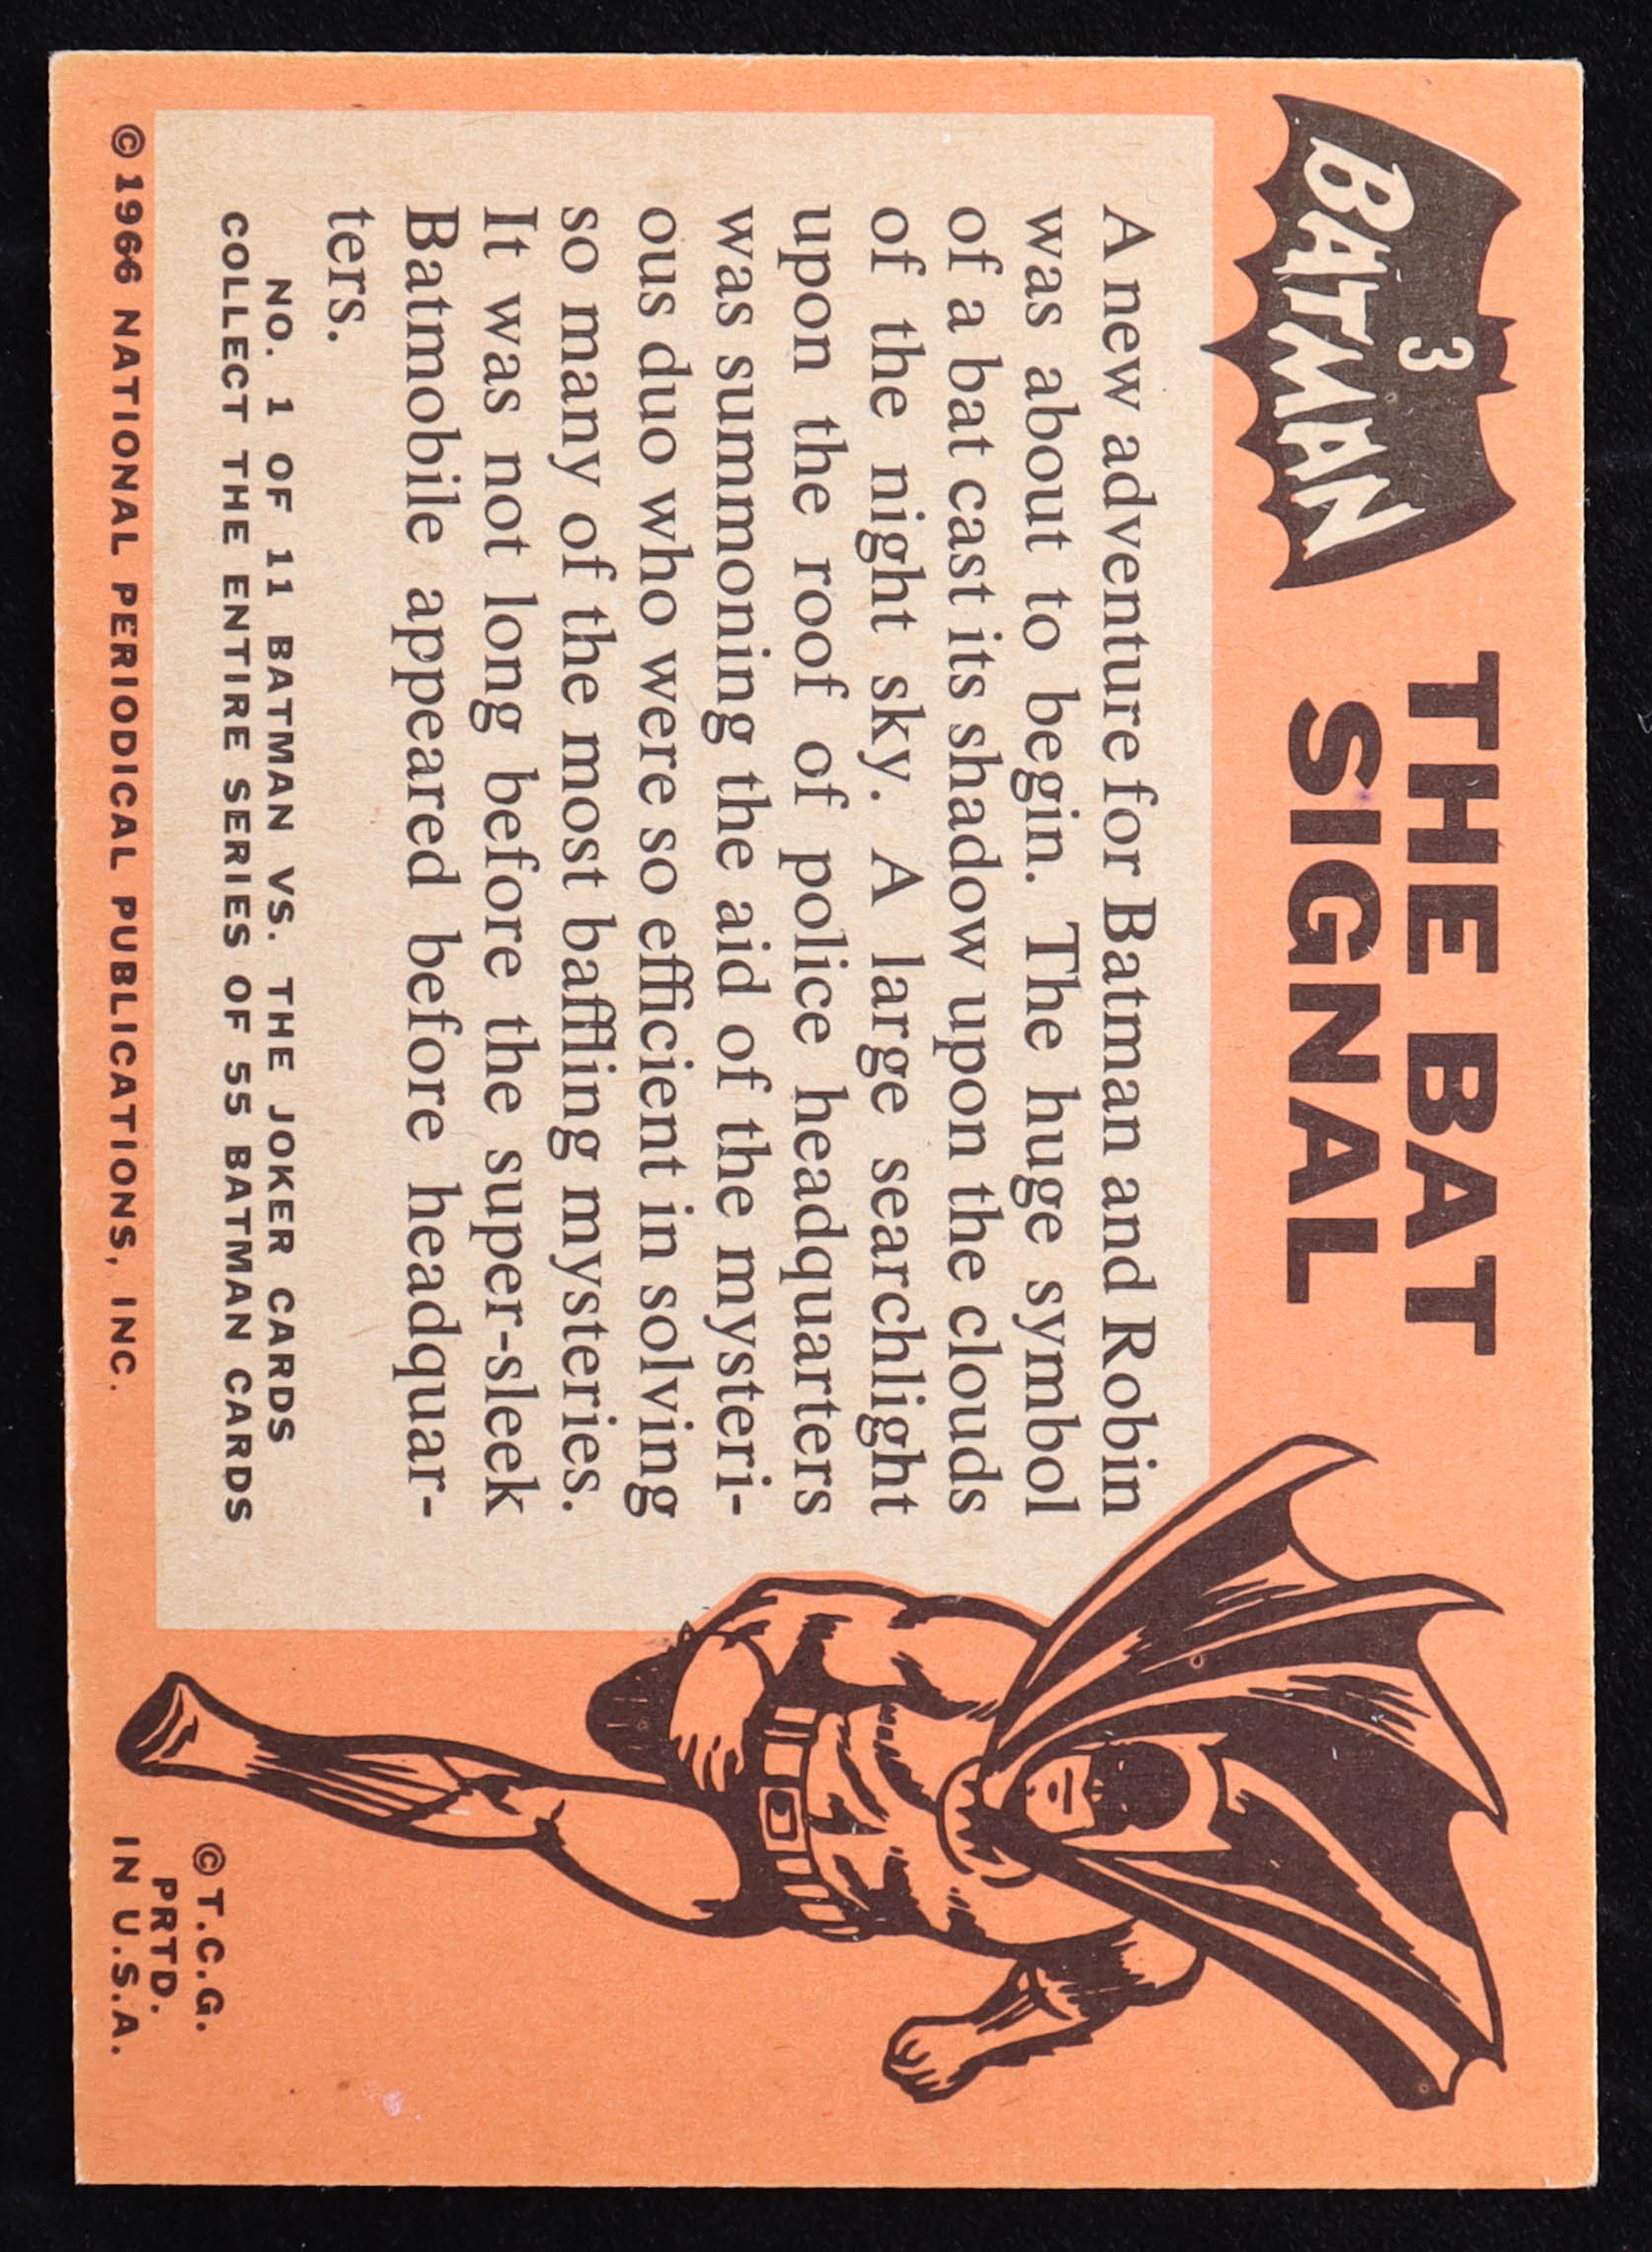 3
BATMAN
THE BAT
SIGNAL
A new adventure for Batman and Robin
was about to begin. The huge symbol
of a bat cast its shadow upon the clouds
of the night sky. A large searchlight
upon the roof of police headquarters
was summoning the aid of the mysteri-
ous duo who were so efficient in solving
so many of the most baffling mysteries.
It was not long before the super-sleek
Batmobile appeared before headquar-
ters.
NO. 1 OF 11 BATMAN VS. THE JOKER CARDS
COLLECT THE ENTIRE SERIES OF 55 BATMAN CARDS
© 1966 NATIONAL PERIODICAL PUBLICATIONS, INC.
© T.C.G.
PRTD.
IN U.S.A.